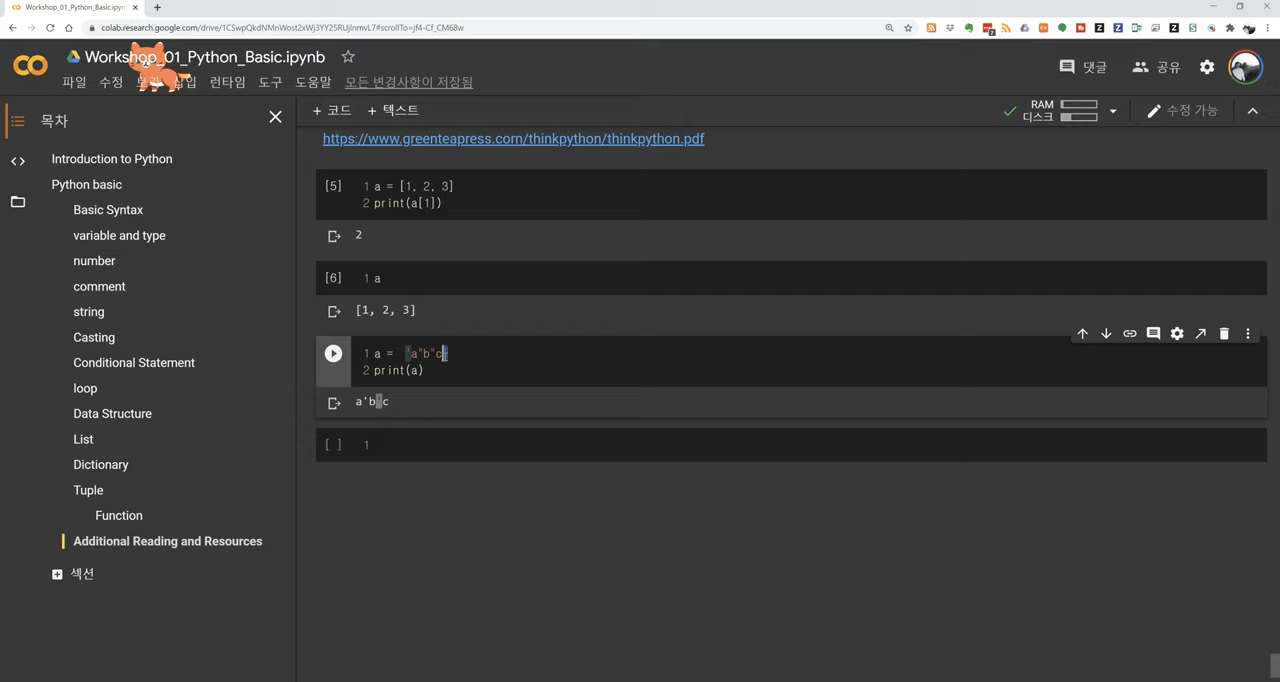 Workshop_01_Python_Basic.ipynb
colab.research.google.com/drive/1CSwpQkdNMnWost2xWj3YY25RUjlnmvL7#scrollTo=jf4-Cf_CM68w
Workshop_01_Python_Basic.ipynb
파일 수정 보기 삽입 런타임 도구 도움말 모든 변경사항이 저장됨
댓글 공유
목차
+ 코드 + 텍스트
RAM
디스크
수정 가능
Introduction to Python
Python basic
Basic Syntax
variable and type
number
comment
string
Casting
Conditional Statement
loop
Data Structure
List
Dictionary
Tuple
Function
Additional Reading and Resources
섹션
https://www.greenteapress.com/thinkpython/thinkpython.pdf
[5] 1 a = [1, 2, 3]
2 print(a[1])
2
[6] 1 a
[1, 2, 3]
1 a = 'a"b"c'
2 print(a)
a'b'c
[ ] 1